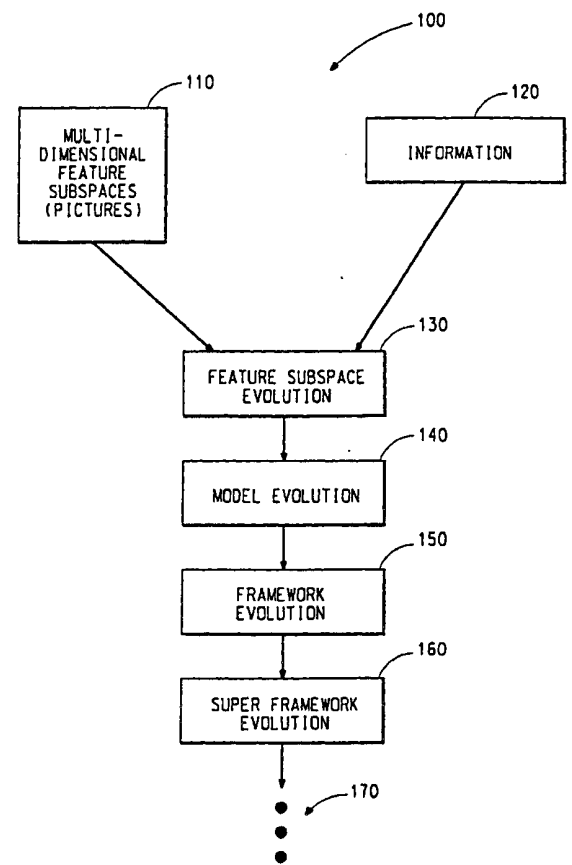 100
110
120
MULTI-
DIMENSIONAL
FEATURE
SUBSPACES
(PICTURES)
INFORMATION
130
FEATURE SUBSPACE
EVOLUTION
140
MODEL EVOLUTION
150
FRAMEWORK
EVOLUTION
160
SUPER FRAMEWORK
EVOLUTION
170